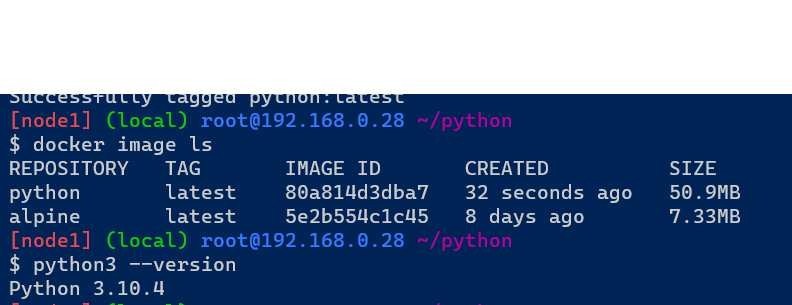 Successfully tagged python:latest
[node1] (local) root@192.168.0.28 ~/python
$ docker image ls
REPOSITORY   TAG       IMAGE ID       CREATED          SIZE
python       latest    80a814d3dba7   32 seconds ago   50.9MB
alpine       latest    5e2b554c1c45   8 days ago       7.33MB
[node1] (local) root@192.168.0.28 ~/python
$ python3 --version
Python 3.10.4